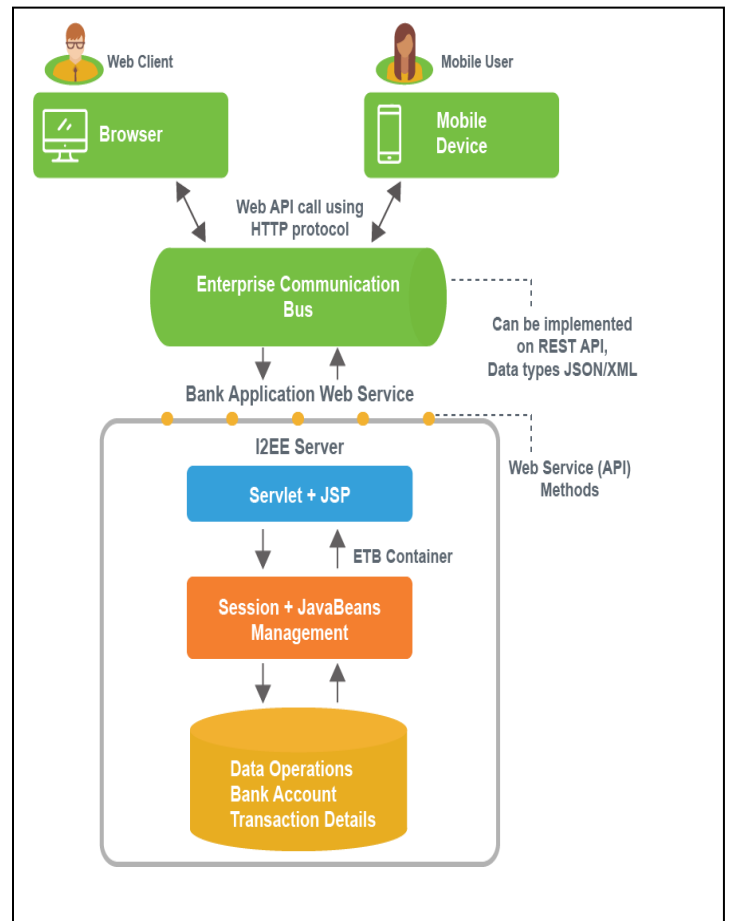 Web Client
Mobile User
Browser
Mobile
Device
Web API call using
HTTP protocol
Enterprise Communication
Bus
Can be implemented
on REST API,
Data types JSON/XML
Bank Application Web Service
I2EE Server
Web Service (API)
Methods
Servlet + JSP
ETB Container
Session + JavaBeans
Management
Data Operations
Bank Account
Transaction Details